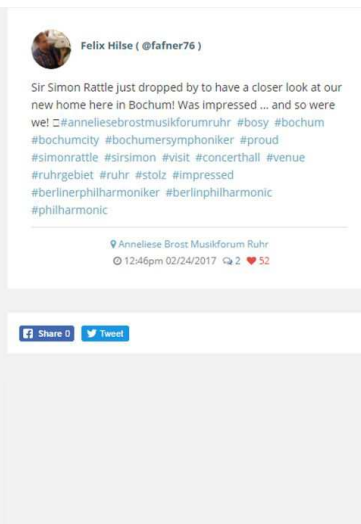 Felix Hilse ( @fafner76 )
Sir Simon Rattle just dropped by to have a closer look at our
new home here in Bochum! Was impressed ... and so were
we! #anneliesebrostmusikforumruhr #bosy #bochum
#bochumcity #bochumersymphoniker #proud
#simonrattle #sirsimon #visit #concerthall #venue
#ruhrgebiet #ruhr #stolz #impressed
#berlinerphilharmoniker #berlinphilharmonic
#philharmonic
Anneliese Brost Musikforum Ruhr
12:46pm 02/24/2017 2 52
Share 0 Tweet